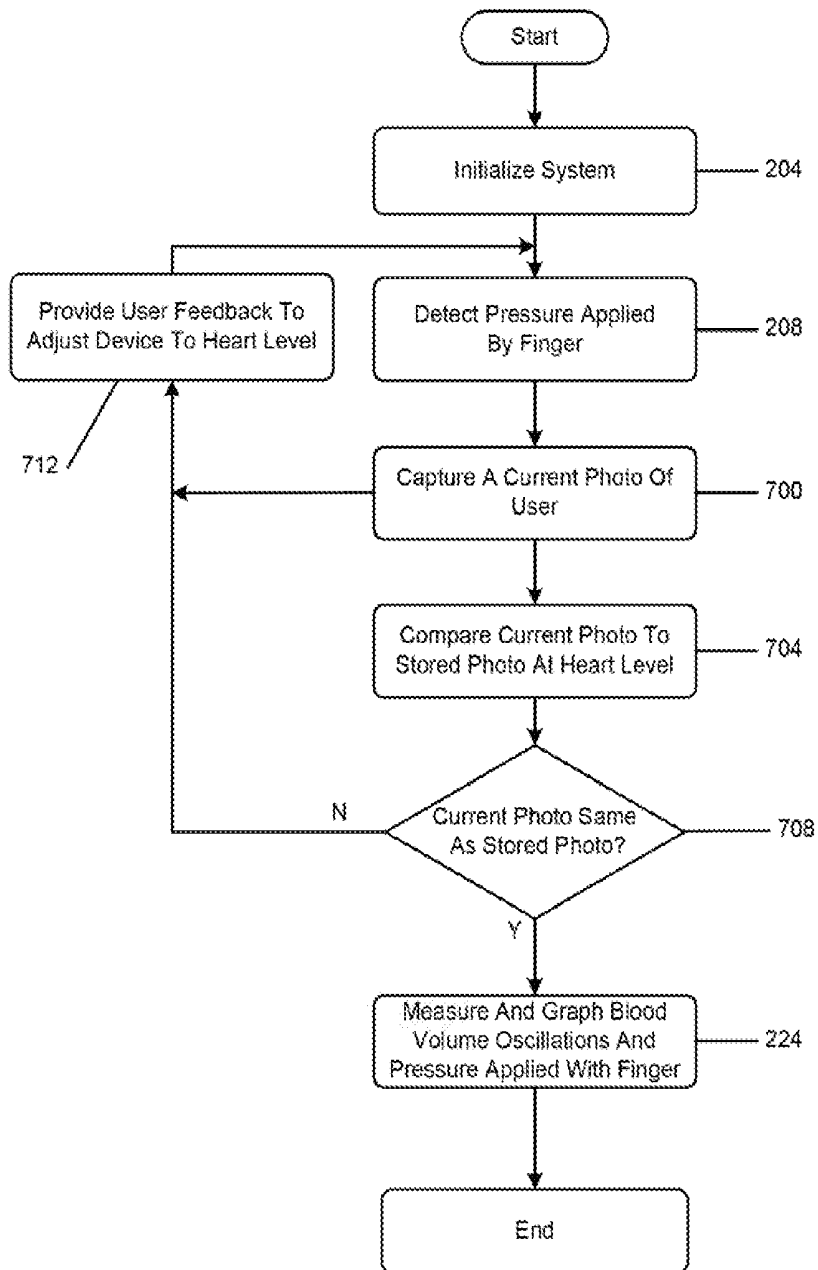 Start
Initialize System
204
Provide User Feedback To
Adjust Device To Heart Level
712
Detect Pressure Applied
By Finger
208
Capture A Current Photo Of
User
700
Compare Current Photo To
Stored Photo At Heart Level
704
N
Current Photo Same
As Stored Photo?
708
Y
Measure And Graph Blood
Volume Oscillations And
Pressure Applied With Finger
224
End